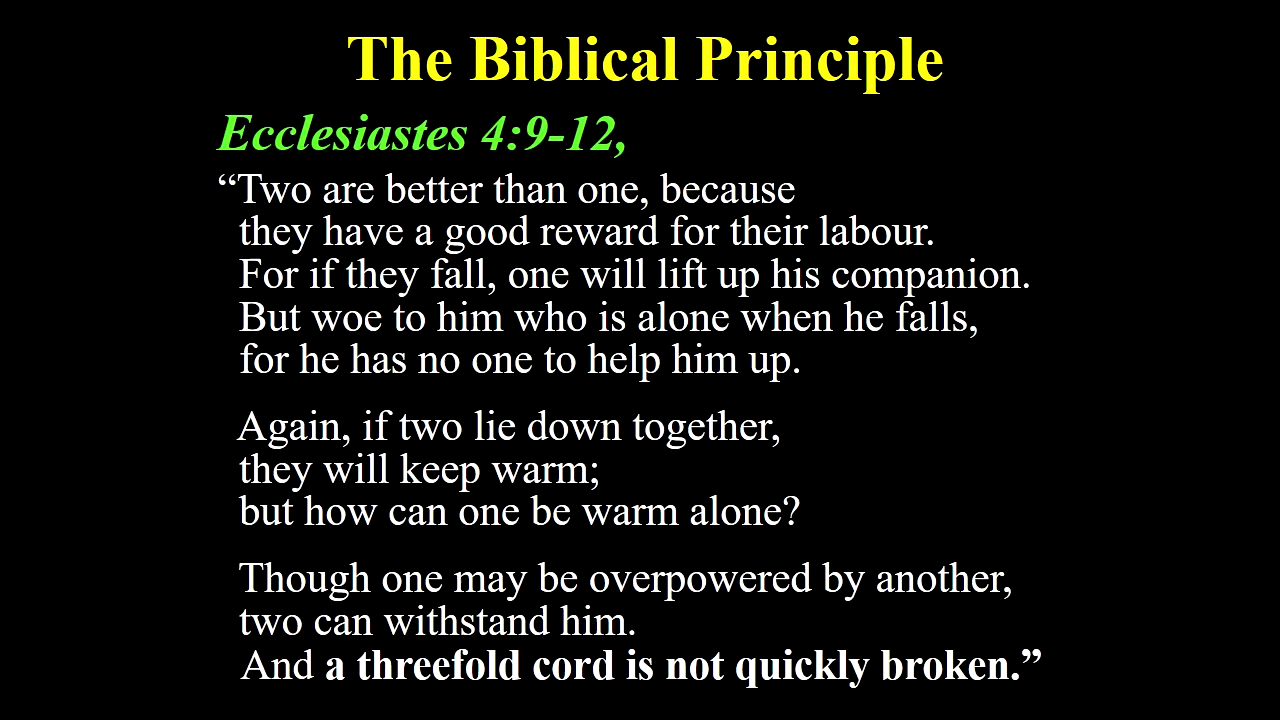 The Biblical Principle
Ecclesiastes 4:9-12,
“Two are better than one, because
they have a good reward for their labour.
For if they fall, one will lift up his companion.
But woe to him who is alone when he falls,
for he has no one to help him up.
Again, if two lie down together,
they will keep warm;
but how can one be warm alone?
Though one may be overpowered by another,
two can withstand him.
And a threefold cord is not quickly broken.”